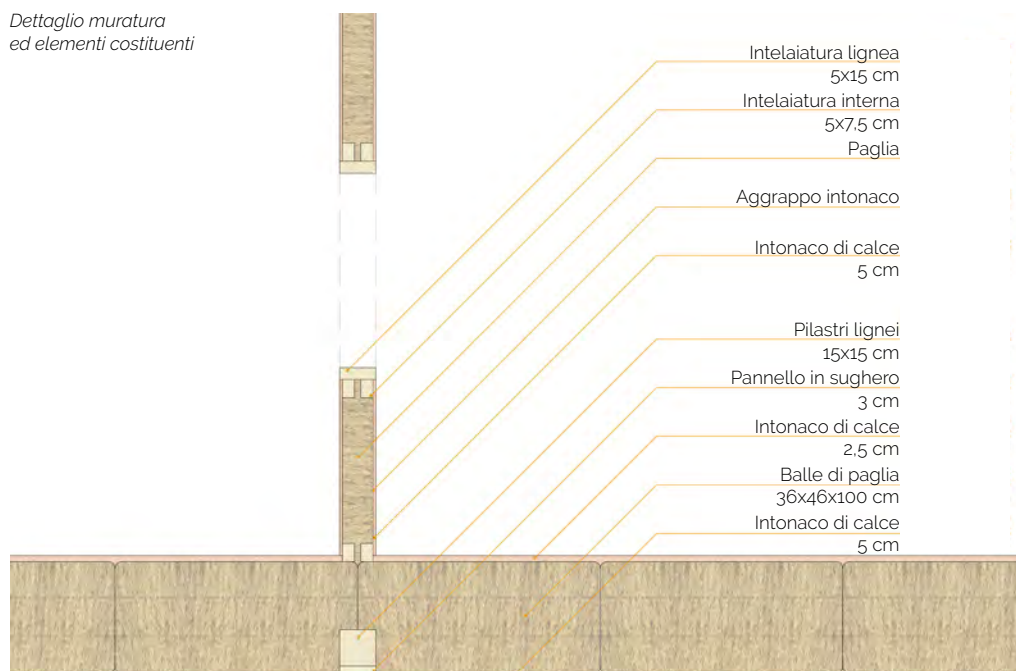 Dettaglio muratura
ed elementi costituenti
Intelaiatura lignea
5x15 cm
Intelaiatura interna
5x7,5 cm
Paglia
Aggrappo intonaco
Intonaco di calce
5 cm
Pilastri lignei
15x15 cm
Pannello in sughero
3 cm
Intonaco di calce
2,5 cm
Balle di paglia
36x46x100 cm
Intonaco di calce
5 cm